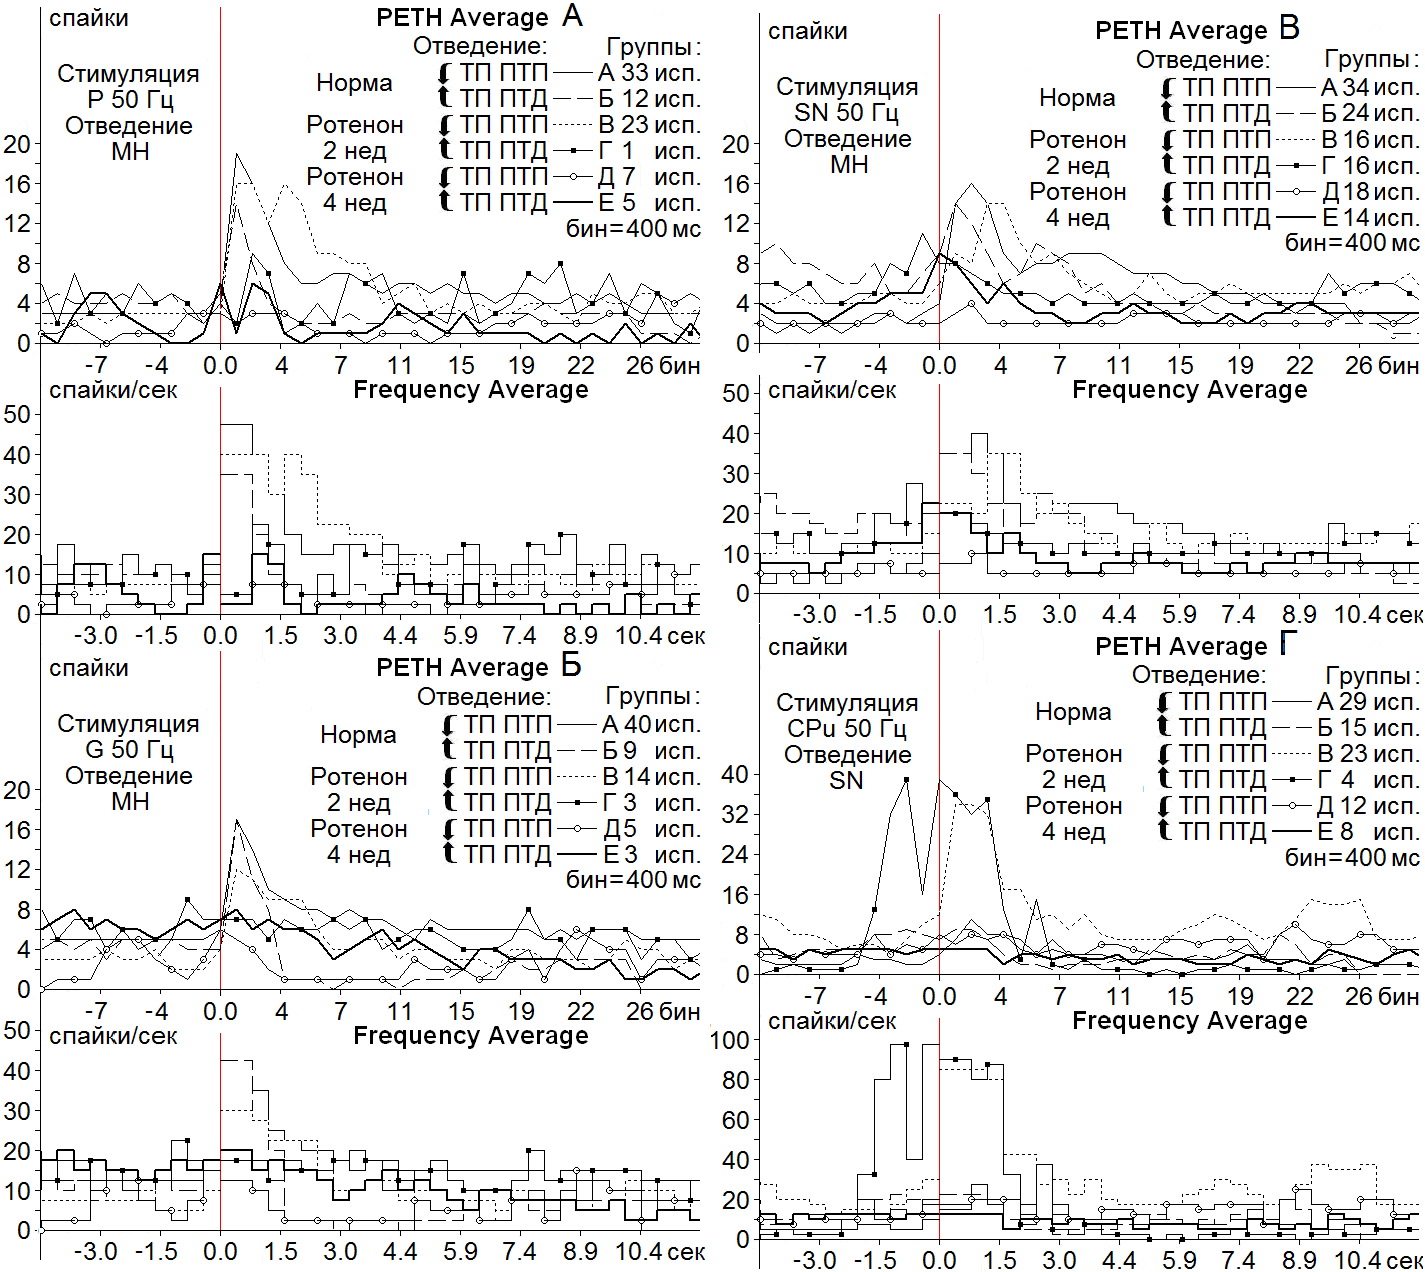 спайки
PETH Average А
Отведение: Группы:
Стимуляция
P 50 Гц
Отведение
МН
Норма
ТП ПТП А 33 исп.
ТП ПТД Б 12 исп.
Ротенон
2 нед
ТП ПТП В 23 исп.
ТП ПТД Г 1 исп.
Ротенон
4 нед
ТП ПТП Д 7 исп.
ТП ПТД Е 5 исп.
бин=400 мс
20
16
12
8
4
0
-7 -4 0.0 4 7 11 15 19 22 26 бин
спайки/сек
Frequency Average
50
40
30
20
10
0
-3.0 -1.5 0.0 1.5 3.0 4.4 5.9 7.4 8.9 10.4 сек
спайки
PETH Average Б
Отведение: Группы:
Стимуляция
G 50 Гц
Отведение
МН
Норма
ТП ПТП А 40 исп.
ТП ПТД Б 9 исп.
Ротенон
2 нед
ТП ПТП В 14 исп.
ТП ПТД Г 3 исп.
Ротенон
4 нед
ТП ПТП Д 5 исп.
ТП ПТД Е 3 исп.
бин=400 мс
20
16
12
8
4
0
-7 -4 0.0 4 7 11 15 19 22 26 бин
спайки/сек
Frequency Average
50
40
30
20
10
0
-3.0 -1.5 0.0 1.5 3.0 4.4 5.9 7.4 8.9 10.4 сек
спайки
PETH Average В
Отведение: Группы:
Стимуляция
SN 50 Гц
Отведение
МН
Норма
ТП ПТП А 34 исп.
ТП ПТД Б 24 исп.
Ротенон
2 нед
ТП ПТП В 16 исп.
ТП ПТД Г 16 исп.
Ротенон
4 нед
ТП ПТП Д 18 исп.
ТП ПТД Е 14 исп.
бин=400 мс
20
16
12
8
4
0
-7 -4 0.0 4 7 11 15 19 22 26 бин
спайки/сек
Frequency Average
50
40
30
20
10
0
-3.0 -1.5 0.0 1.5 3.0 4.4 5.9 7.4 8.9 10.4 сек
спайки
PETH Average Г
Отведение: Группы:
Стимуляция
CPu 50 Гц
Отведение
SN
Норма
ТП ПТП А 29 исп.
ТП ПТД Б 15 исп.
Ротенон
2 нед
ТП ПТП В 23 исп.
ТП ПТД Г 4 исп.
Ротенон
4 нед
ТП ПТП Д 12 исп.
ТП ПТД Е 8 исп.
бин=400 мс
40
32
24
16
8
0
-7 -4 0.0 4 7 11 15 19 22 26 бин
спайки/сек
Frequency Average
100
80
60
40
20
0
-3.0 -1.5 0.0 1.5 3.0 4.4 5.9 7.4 8.9 10.4 сек